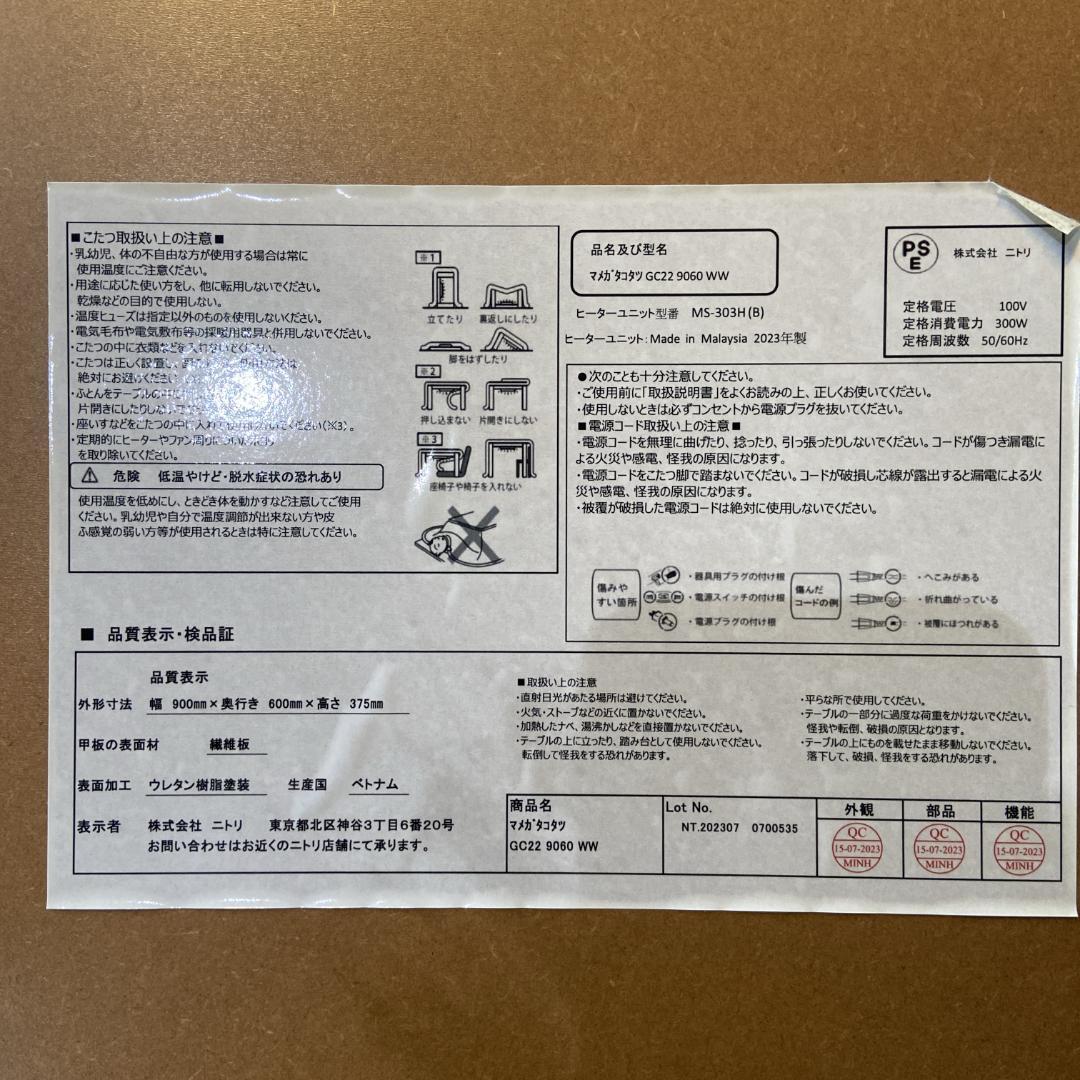 ■こたつ取扱い上の注意■
・乳幼児、体の不自由な方が使用する場合は常に
使用温度にご注意ください。
・用途に応じた使い方をし、他に転用しないでください。
乾燥などの目的で使用しない。
・温度ヒューズは指定以外のものを使用しないください。
・電気毛布や電気敷布等の採暖用器具と併用しないでください。
・こたつの中に衣類などを入れないでください。
・こたつは正しく設置し、
絶対にお避けください
・ふとんをテーブルの中に
片開きにしたりしないで
・座いすなどをこたつの中に入れ ください(※3)。
・定期的にヒーターやファン周りについた
を取り除いてください。
⚠ 危険 低温やけど・脱水症状の恐れあり
使用温度を低めにし、ときどき体を動かすなど注意してご使用
ください。乳幼児や自分で温度調節が出来ない方や皮
ふ感覚の弱い方等が使用されるときは特に注意してください。
※1
立てたり 裏返しにしたり
脚をはずしたり
※2
押し込まない 片開きにしない
※3
座椅子や椅子を入れない
品名及び型名
マメガタコタツ GC22 9060 WW
ヒーターユニット型番 MS-303H(B)
ヒーターユニット:Made in Malaysia 2023年製
PSE 株式会社 ニトリ
定格電圧 100V
定格消費電力 300W
定格周波数 50/60Hz
●次のことも十分注意してください。
・ご使用前に「取扱説明書」をよくお読みの上、正しくお使いください。
・使用しないときは必ずコンセントから電源プラグを抜いてください。
■電源コード取扱い上の注意■
・電源コードを無理に曲げたり、捻ったり、引っ張ったりしないでください。コードが傷つき漏電に
よる火災や感電、怪我の原因になります。
・電源コードをこたつ脚で踏まないでください。コードが破損し芯線が露出すると漏電による火
災や感電、怪我の原因になります。
・被覆が破損した電源コードは絶対に使用しないでください。
傷みや
すい箇所
・器具用プラグの付け根
・電源スイッチの付け根
・電源プラグの付け根
傷んだ
コードの例
・へこみがある
・折れ曲がっている
・被覆にほつれがある
■ 品質表示・検品証
品質表示
外形寸法 幅 900mm×奥行き 600mm×高さ 375mm
甲板の表面材 繊維板
表面加工 ウレタン樹脂塗装 生産国 ベトナム
表示者 株式会社 ニトリ 東京都北区神谷3丁目6番20号
お問い合わせはお近くのニトリ店舗にて承ります。
■取扱い上の注意
・直射日光があたる場所は避けてください。
・火気・ストーブなどの近くに置かないでください。
・加熱したナベ、湯沸かしなどを直接置かないでください。
・テーブルの上に立ったり、踏み台として使用しないでください。
転倒して怪我をする恐れがあります。
・平らな所で使用してください。
・テーブルの一部分に過度な荷重をかけないでください。
怪我や転倒、破損の原因となります。
・テーブルの上にものを載せたまま移動しないでください。
落下して、破損、怪我をする恐れがあります。
商品名
マメガタコタツ
GC22 9060 WW
Lot No.
NT.202307 0700535
外観 部品 機能
QC QC QC
15-07-2023 15-07-2023 15-07-2023
MINH MINH MINH